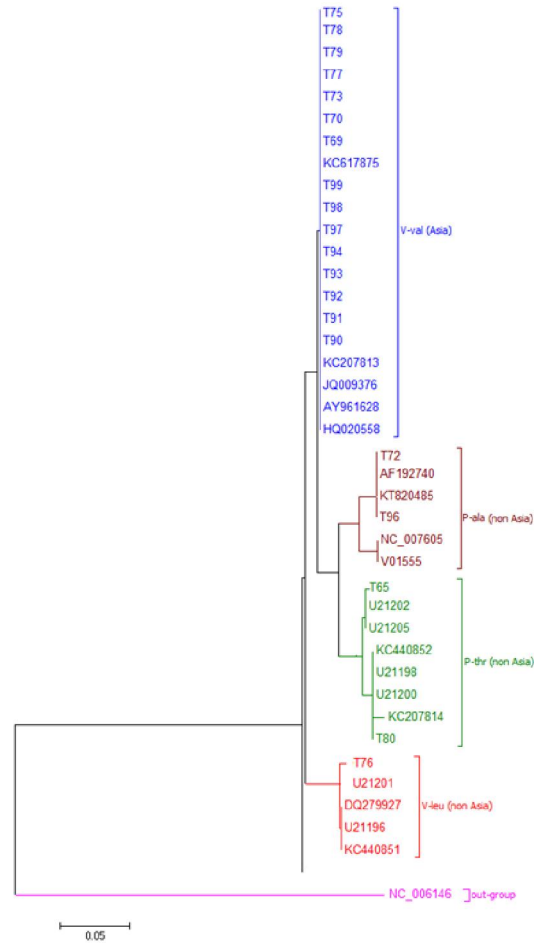 T75
T78
T79
T77
T73
T70
T69
KC617875
T99
T98
T97
V-val (Asia)
T94
T93
T92
T91
T90
KC207813
JQ009376
AY961628
HQ020558
T72
AF192740
KT820485
T96
P-ala (non Asia)
NC_007605
V01555
T65
U21202
U21205
KC440852
P-thr (non Asia)
U21198
U21200
KC207814
T80
T76
U21201
DQ279927
V-leu (non Asia)
U21196
KC440851
NC_006146
out-group
0.05